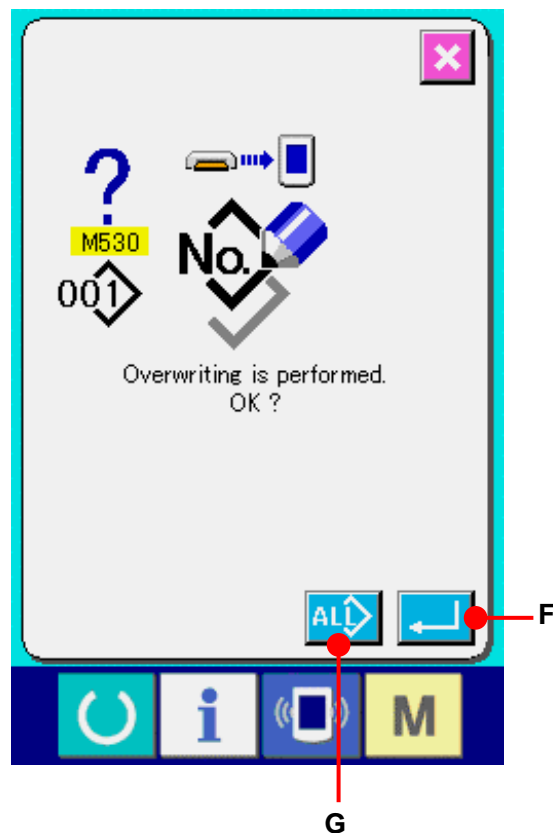 ?
M530
001
No.
Overwriting is performed.
OK ?
ALL
F
i
M
G